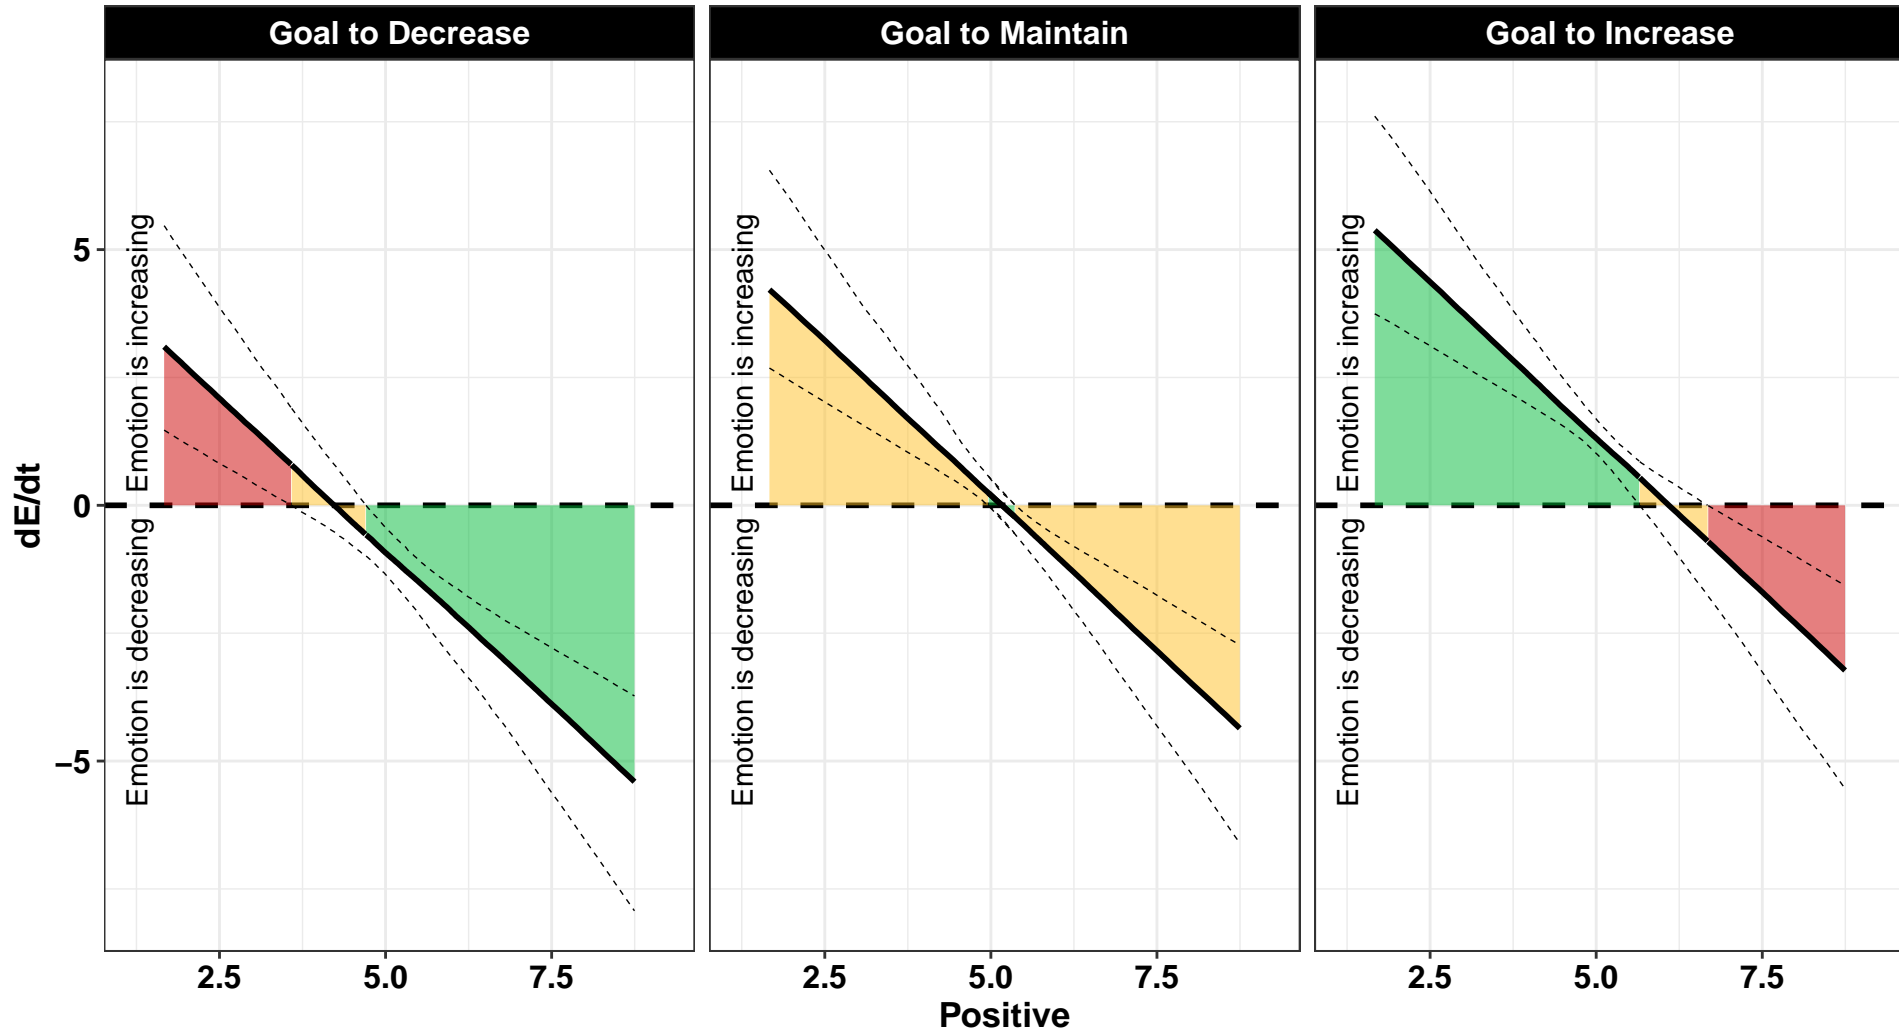 Goal to Decrease
Goal to Maintain
Goal to Increase
dE/dt
5
0
−5
Emotion is increasing
Emotion is decreasing
Emotion is increasing
Emotion is decreasing
Emotion is increasing
Emotion is decreasing
2.5 5.0 7.5
2.5 5.0 7.5
2.5 5.0 7.5
Positive